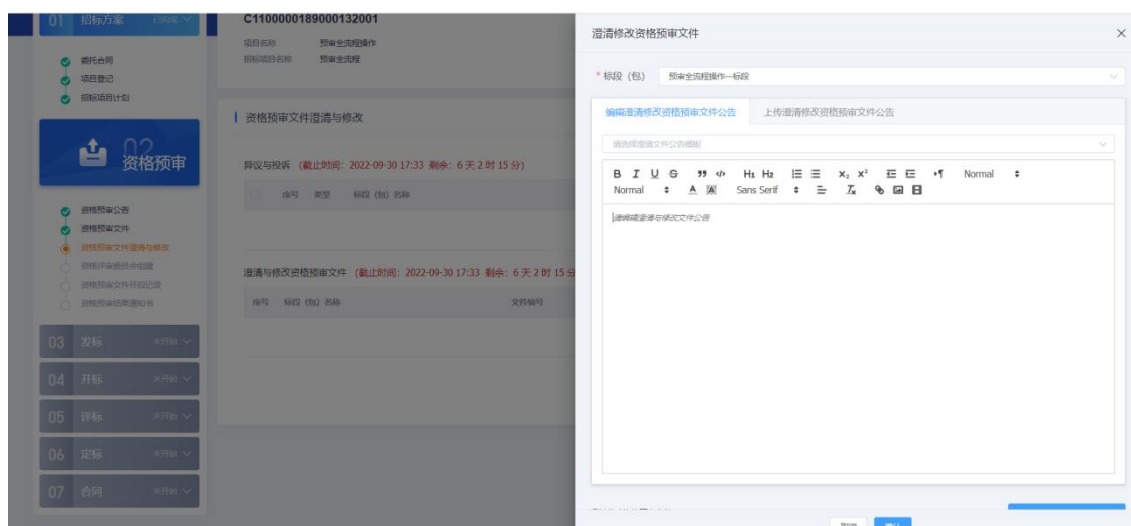 01 招标方案
委托合同
项目登记
招标项目计划
02
资格预审
资格预审公告
资格预审文件
资格预审文件澄清与修改
资格评审委员会组建
资格预审文件开启记录
资格预审结果通知书
03 发标 未开始
04 开标 未开始
05 评标 未开始
06 定标 未开始
07 合同 未开始
C1100000189000132001
项目名称 预审全流程操作
招标项目名称 预审全流程
资格预审文件澄清与修改
异议与投诉 (截止时间: 2022-09-30 17:33 剩余: 6 天 2 时 15 分)
序号 类型 标段 (包) 名称
澄清与修改资格预审文件 (截止时间: 2022-09-30 17:33 剩余: 6 天 2 时 15 分
序号 标段 (包) 名称 文件编号
澄清修改资格预审文件
* 标段 (包) 预审全流程操作一标段
编辑澄清修改资格预审文件公告 上传澄清修改资格预审文件公告
请选择澄清文件公告模板
B I U S H1 H2 X2 X2 Normal
Normal A A Sans Serif Tx
请编辑澄清与修改文件公告